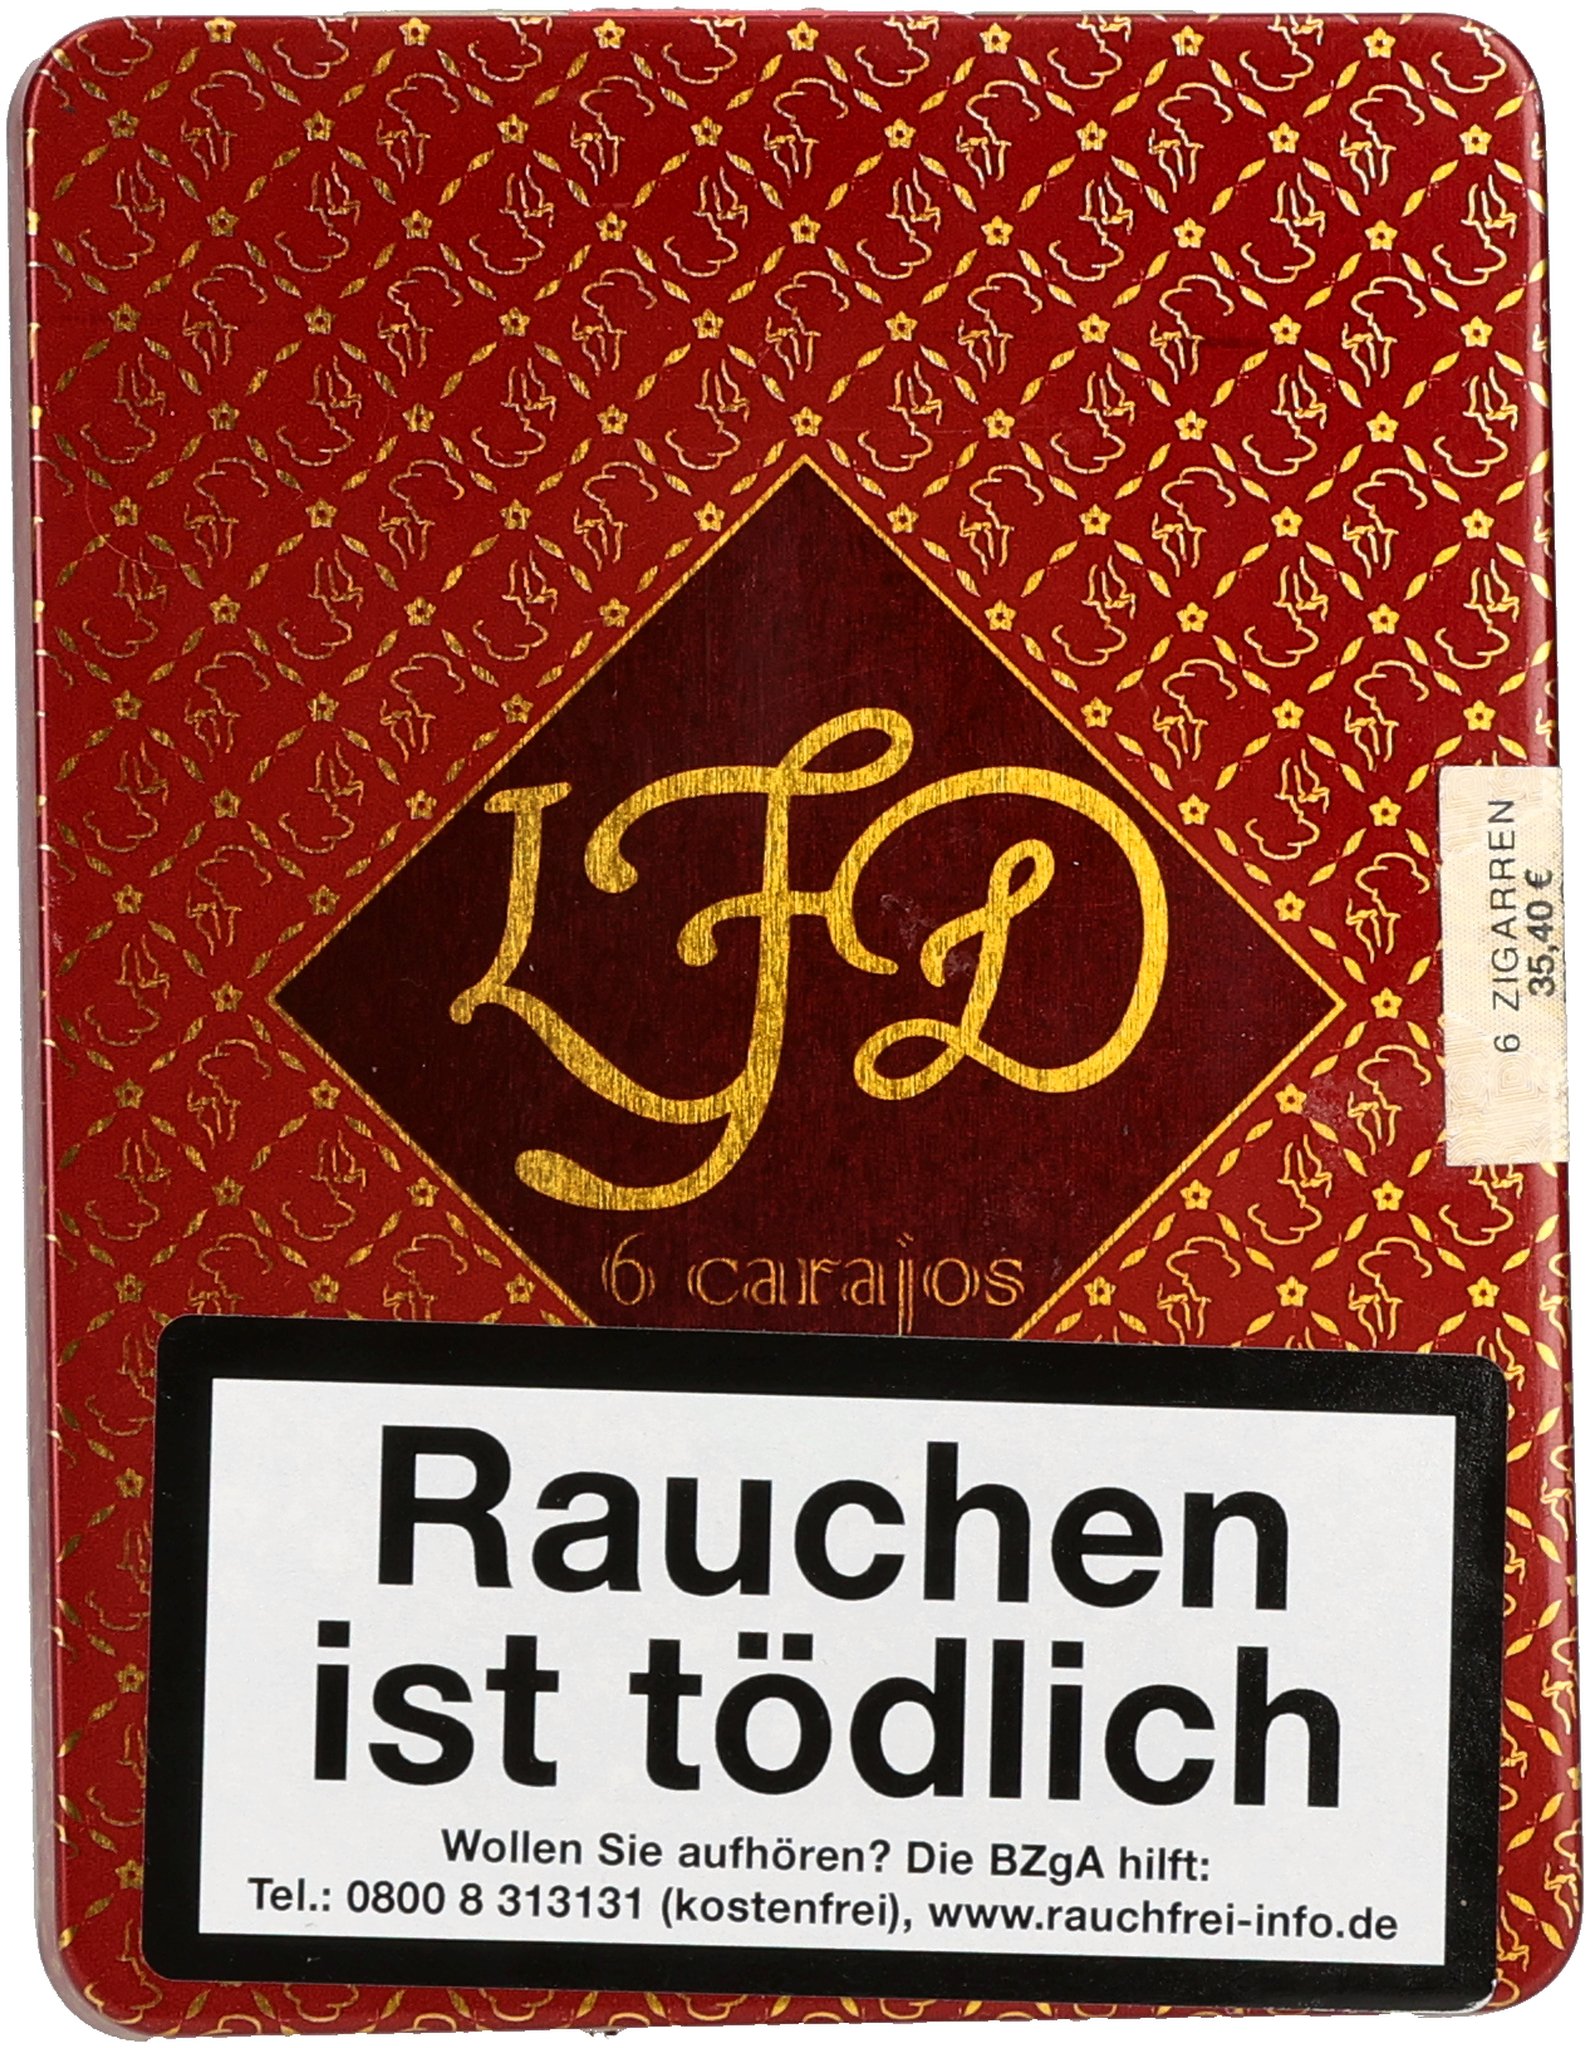 LFD
6 carajos
6 ZIGARREN
35,40 €
Rauchen
ist tödlich
Wollen Sie aufhören? Die BZgA hilft:
Tel.: 0800 8 313131 (kostenfrei), www.rauchfrei-info.de